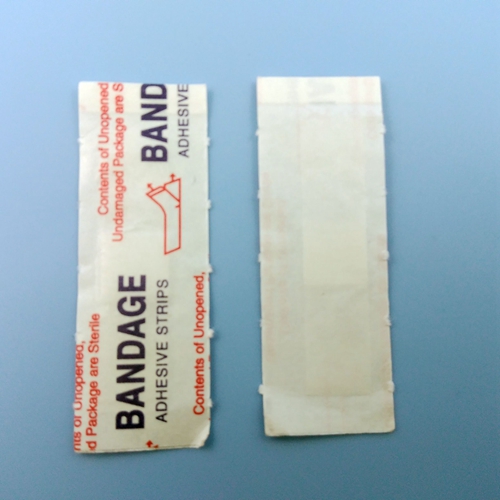 Contents of Unopened
Undamaged Package are S
BAND
ADHESIVE
nts of Unopened,
d Package are Sterile
BANDAGE
ADHESIVE STRIPS
Contents of Unopened,